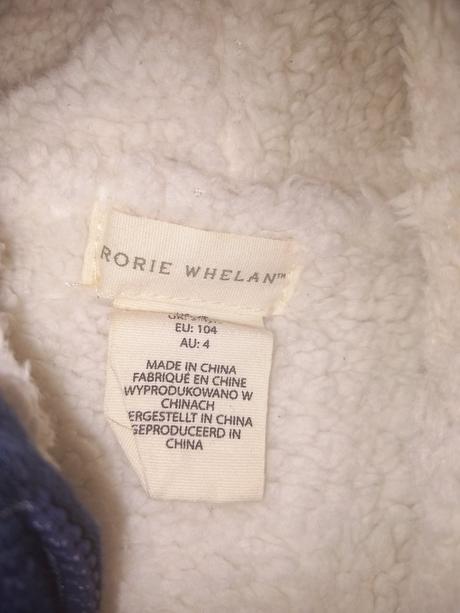 RORIE WHELAN™
EU: 104
AU: 4
MADE IN CHINA
FABRIQUÉ EN CHINE
WYPRODUKOWANO W
CHINACH
ERGESTELLT IN CHINA
GEPRODUCEERD IN
CHINA